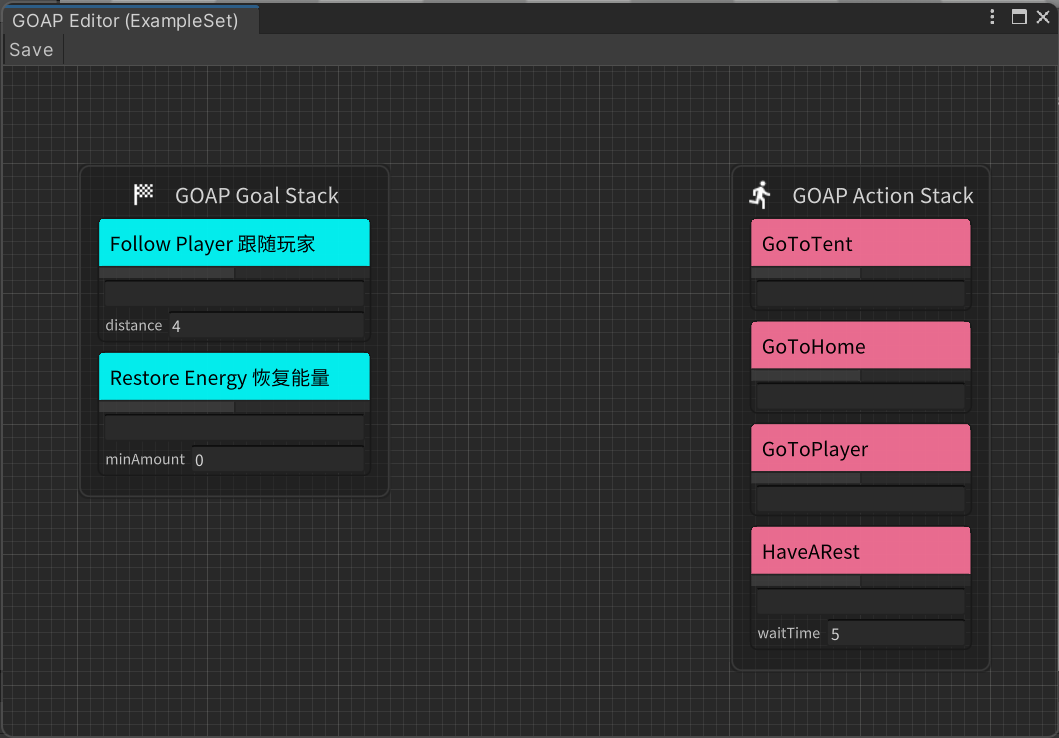 GOAP Editor (ExampleSet)
Save
GOAP Goal Stack
Follow Player 跟随玩家
distance 4
Restore Energy 恢复能量
minAmount 0
GOAP Action Stack
GoToTent
GoToHome
GoToPlayer
HaveARest
waitTime 5